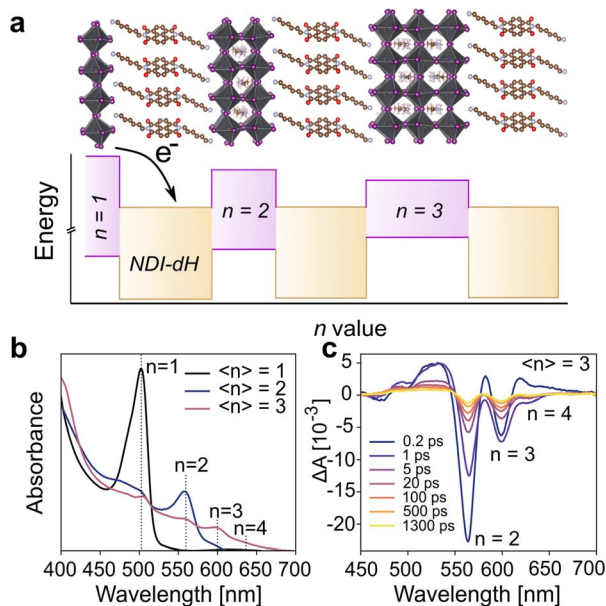 a
e⁻
Energy
n = 1
n = 2
n = 3
NDI-dH
n value
b
n=1
<n> = 1
<n> = 2
<n> = 3
n=2
n=3
n=4
Absorbance
400 450 500 550 600 650 700
Wavelength [nm]
c
<n> = 3
5
0
-5
-10
-15
-20
ΔA [10⁻³]
n = 4
n = 3
n = 2
0.2 ps
1 ps
5 ps
20 ps
100 ps
500 ps
1300 ps
450 500 550 600 650 700
Wavelength [nm]